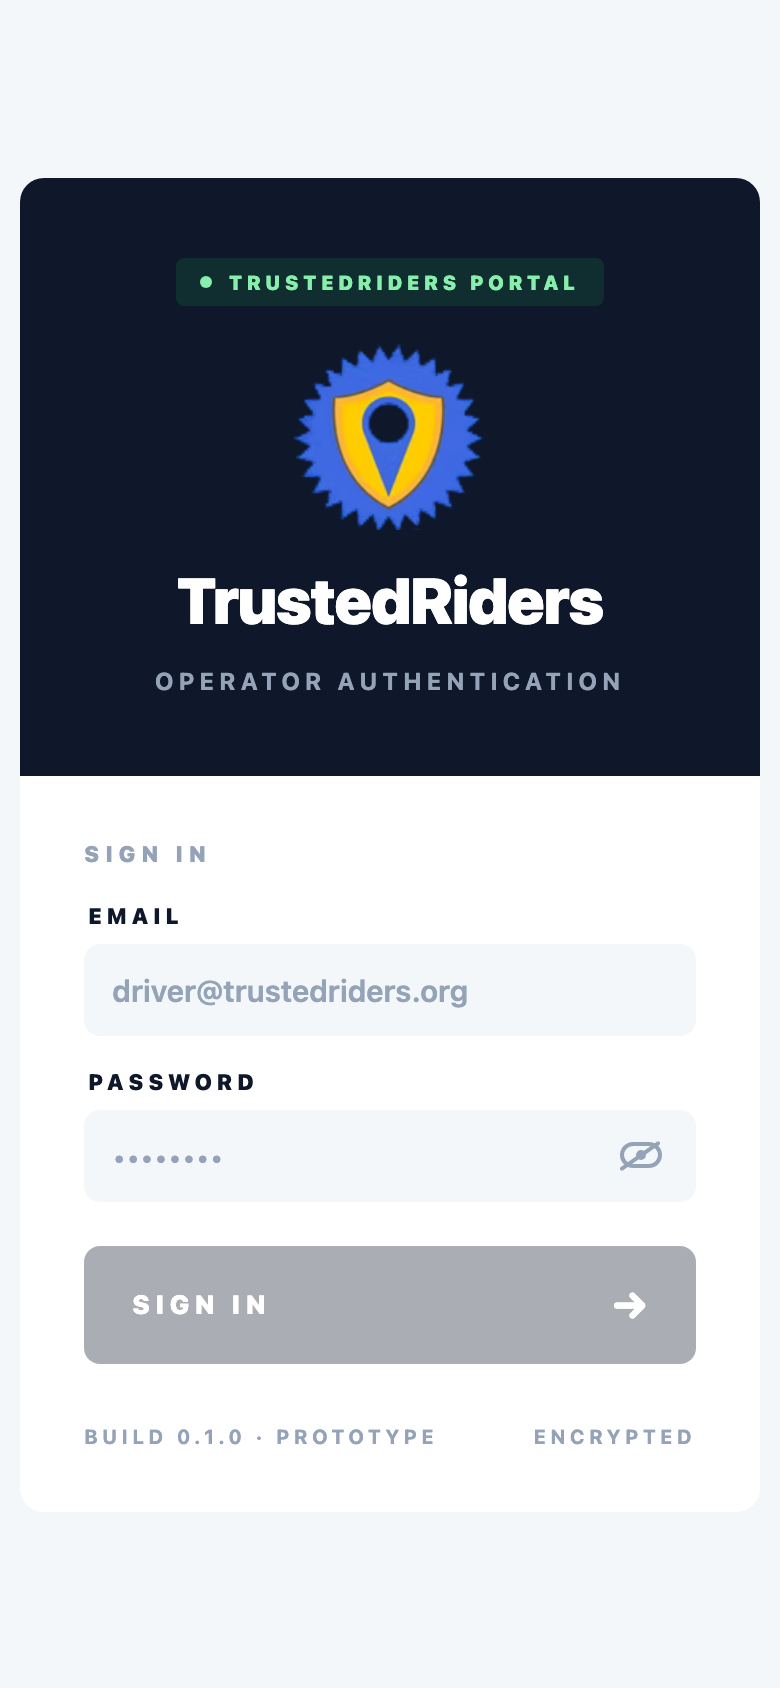 TRUSTEDRIDERS PORTAL
TrustedRiders
OPERATOR AUTHENTICATION
SIGN IN
EMAIL
driver@trustedriders.org
PASSWORD
••••••••
SIGN IN
BUILD 0.1.0 · PROTOTYPE ENCRYPTED